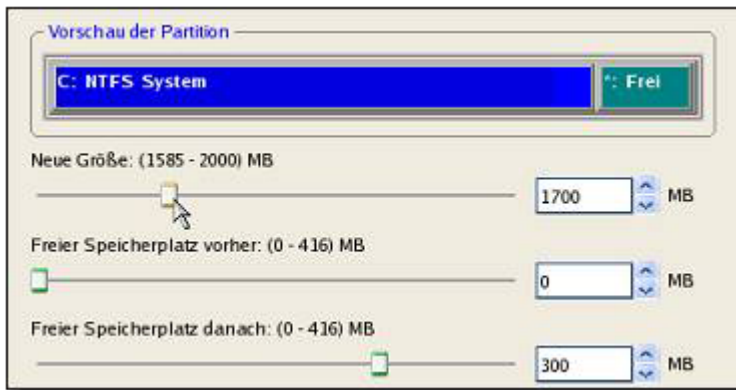 Vorschau der Partition
C: NTFS System
*: Frei
Neue Größe: (1585 - 2000) MB
1700 MB
Freier Speicherplatz vorher: (0 - 416) MB
0 MB
Freier Speicherplatz danach: (0 - 416) MB
300 MB